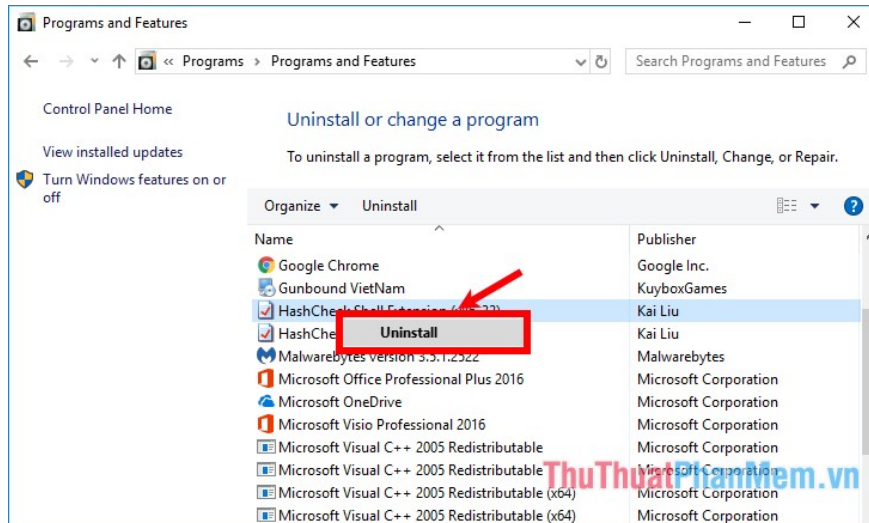 Programs and Features
« Programs > Programs and Features
Search Programs and Features
Control Panel Home
View installed updates
Turn Windows features on or
off
Uninstall or change a program
To uninstall a program, select it from the list and then click Uninstall, Change, or Repair.
Organize Uninstall
Name Publisher
Google Chrome Google Inc.
Gunbound VietNam KuyboxGames
HashCheck Shell Extension Kai Liu
Uninstall
HashChe Kai Liu
Malwarebytes version 3.5.1.2522 Malwarebytes
Microsoft Office Professional Plus 2016 Microsoft Corporation
Microsoft OneDrive Microsoft Corporation
Microsoft Visio Professional 2016 Microsoft Corporation
Microsoft Visual C++ 2005 Redistributable Microsoft Corporation
Microsoft Visual C++ 2005 Redistributable Microsoft Corporation
ThuThuatPhanMem.vn
Microsoft Visual C++ 2005 Redistributable (x64) Microsoft Corporation
Microsoft Visual C++ 2005 Redistributable (x64) Microsoft Corporation